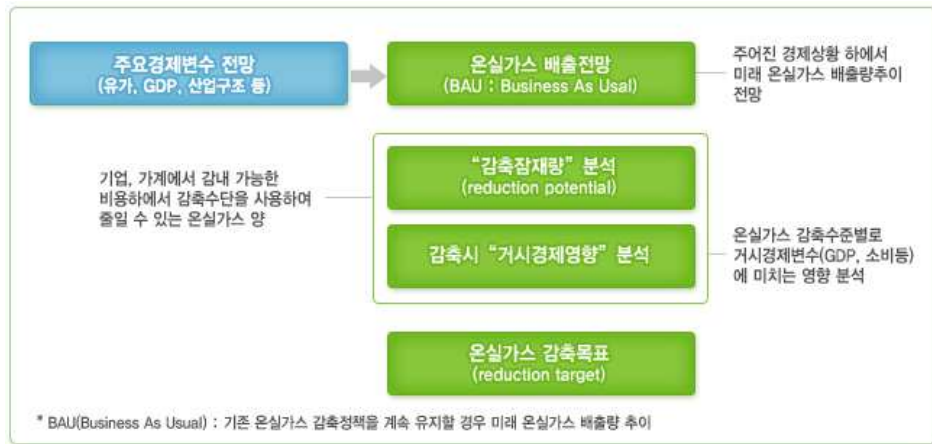 주요경제변수 전망
(유가, GDP, 산업구조 등)
온실가스 배출전망
(BAU : Business As Usal)
주어진 경제상황 하에서
미래 온실가스 배출량추이
전망
기업, 가계에서 감내 가능한
비용하에서 감축수단을 사용하여
줄일 수 있는 온실가스 양
“감축잠재량” 분석
(reduction potential)
감축시 “거시경제영향” 분석
온실가스 감축수준별로
거시경제변수(GDP, 소비등)
에 미치는 영향 분석
온실가스 감축목표
(reduction target)
* BAU(Business As Usual) : 기존 온실가스 감축정책을 계속 유지할 경우 미래 온실가스 배출량 추이